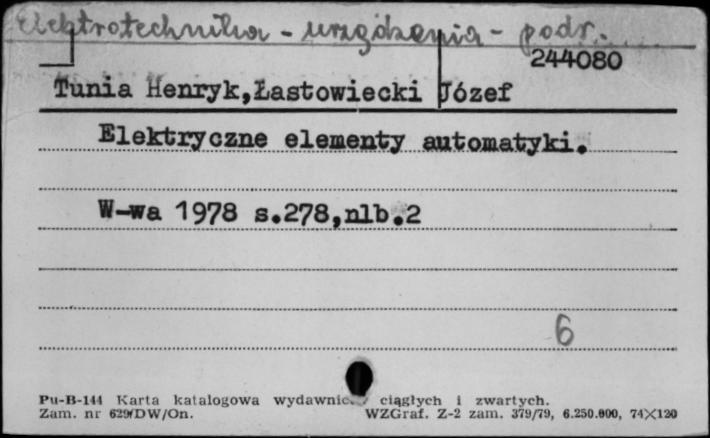 Elektrotechnika - urządzenia - podr.
244080
Tunia Henryk,Łastowiecki Józef
Elektryczne elementy automatyki.
W-wa 1978 s.278,nlb.2
6
Pu-B-144 Karta katalogowa ciągłych i zwartych.
Zam. nr 629/DW/On. WZGraf. Z-2 zam. 379/79, 6.250.000, 74X120